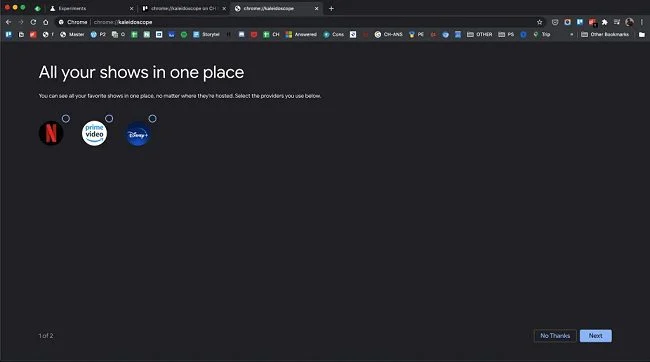 Experiments
chrome://kaleidoscope on CH
chrome://kaleidoscope
Chrome | chrome://kaleidoscope
f
Master
P2
G
Storytel
CH
Answered
Cons
CH-ANS
PE
OTHER
PS
Trip
Other Bookmarks
Reading List
All your shows in one place
You can see all your favorite shows in one place, no matter where they're hosted. Select the providers you use below.
N
prime video
Disney+
1 of 2
No Thanks
Next